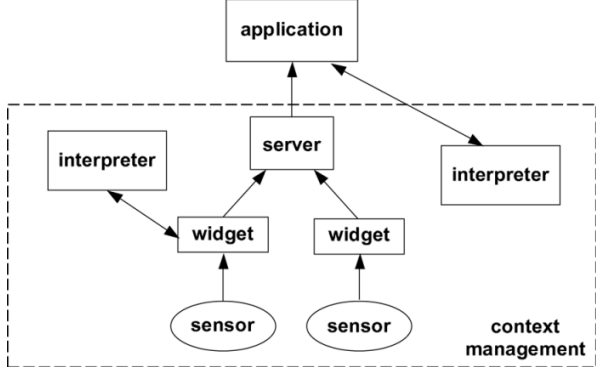 application
server
interpreter
interpreter
widget
widget
sensor
sensor
context
management